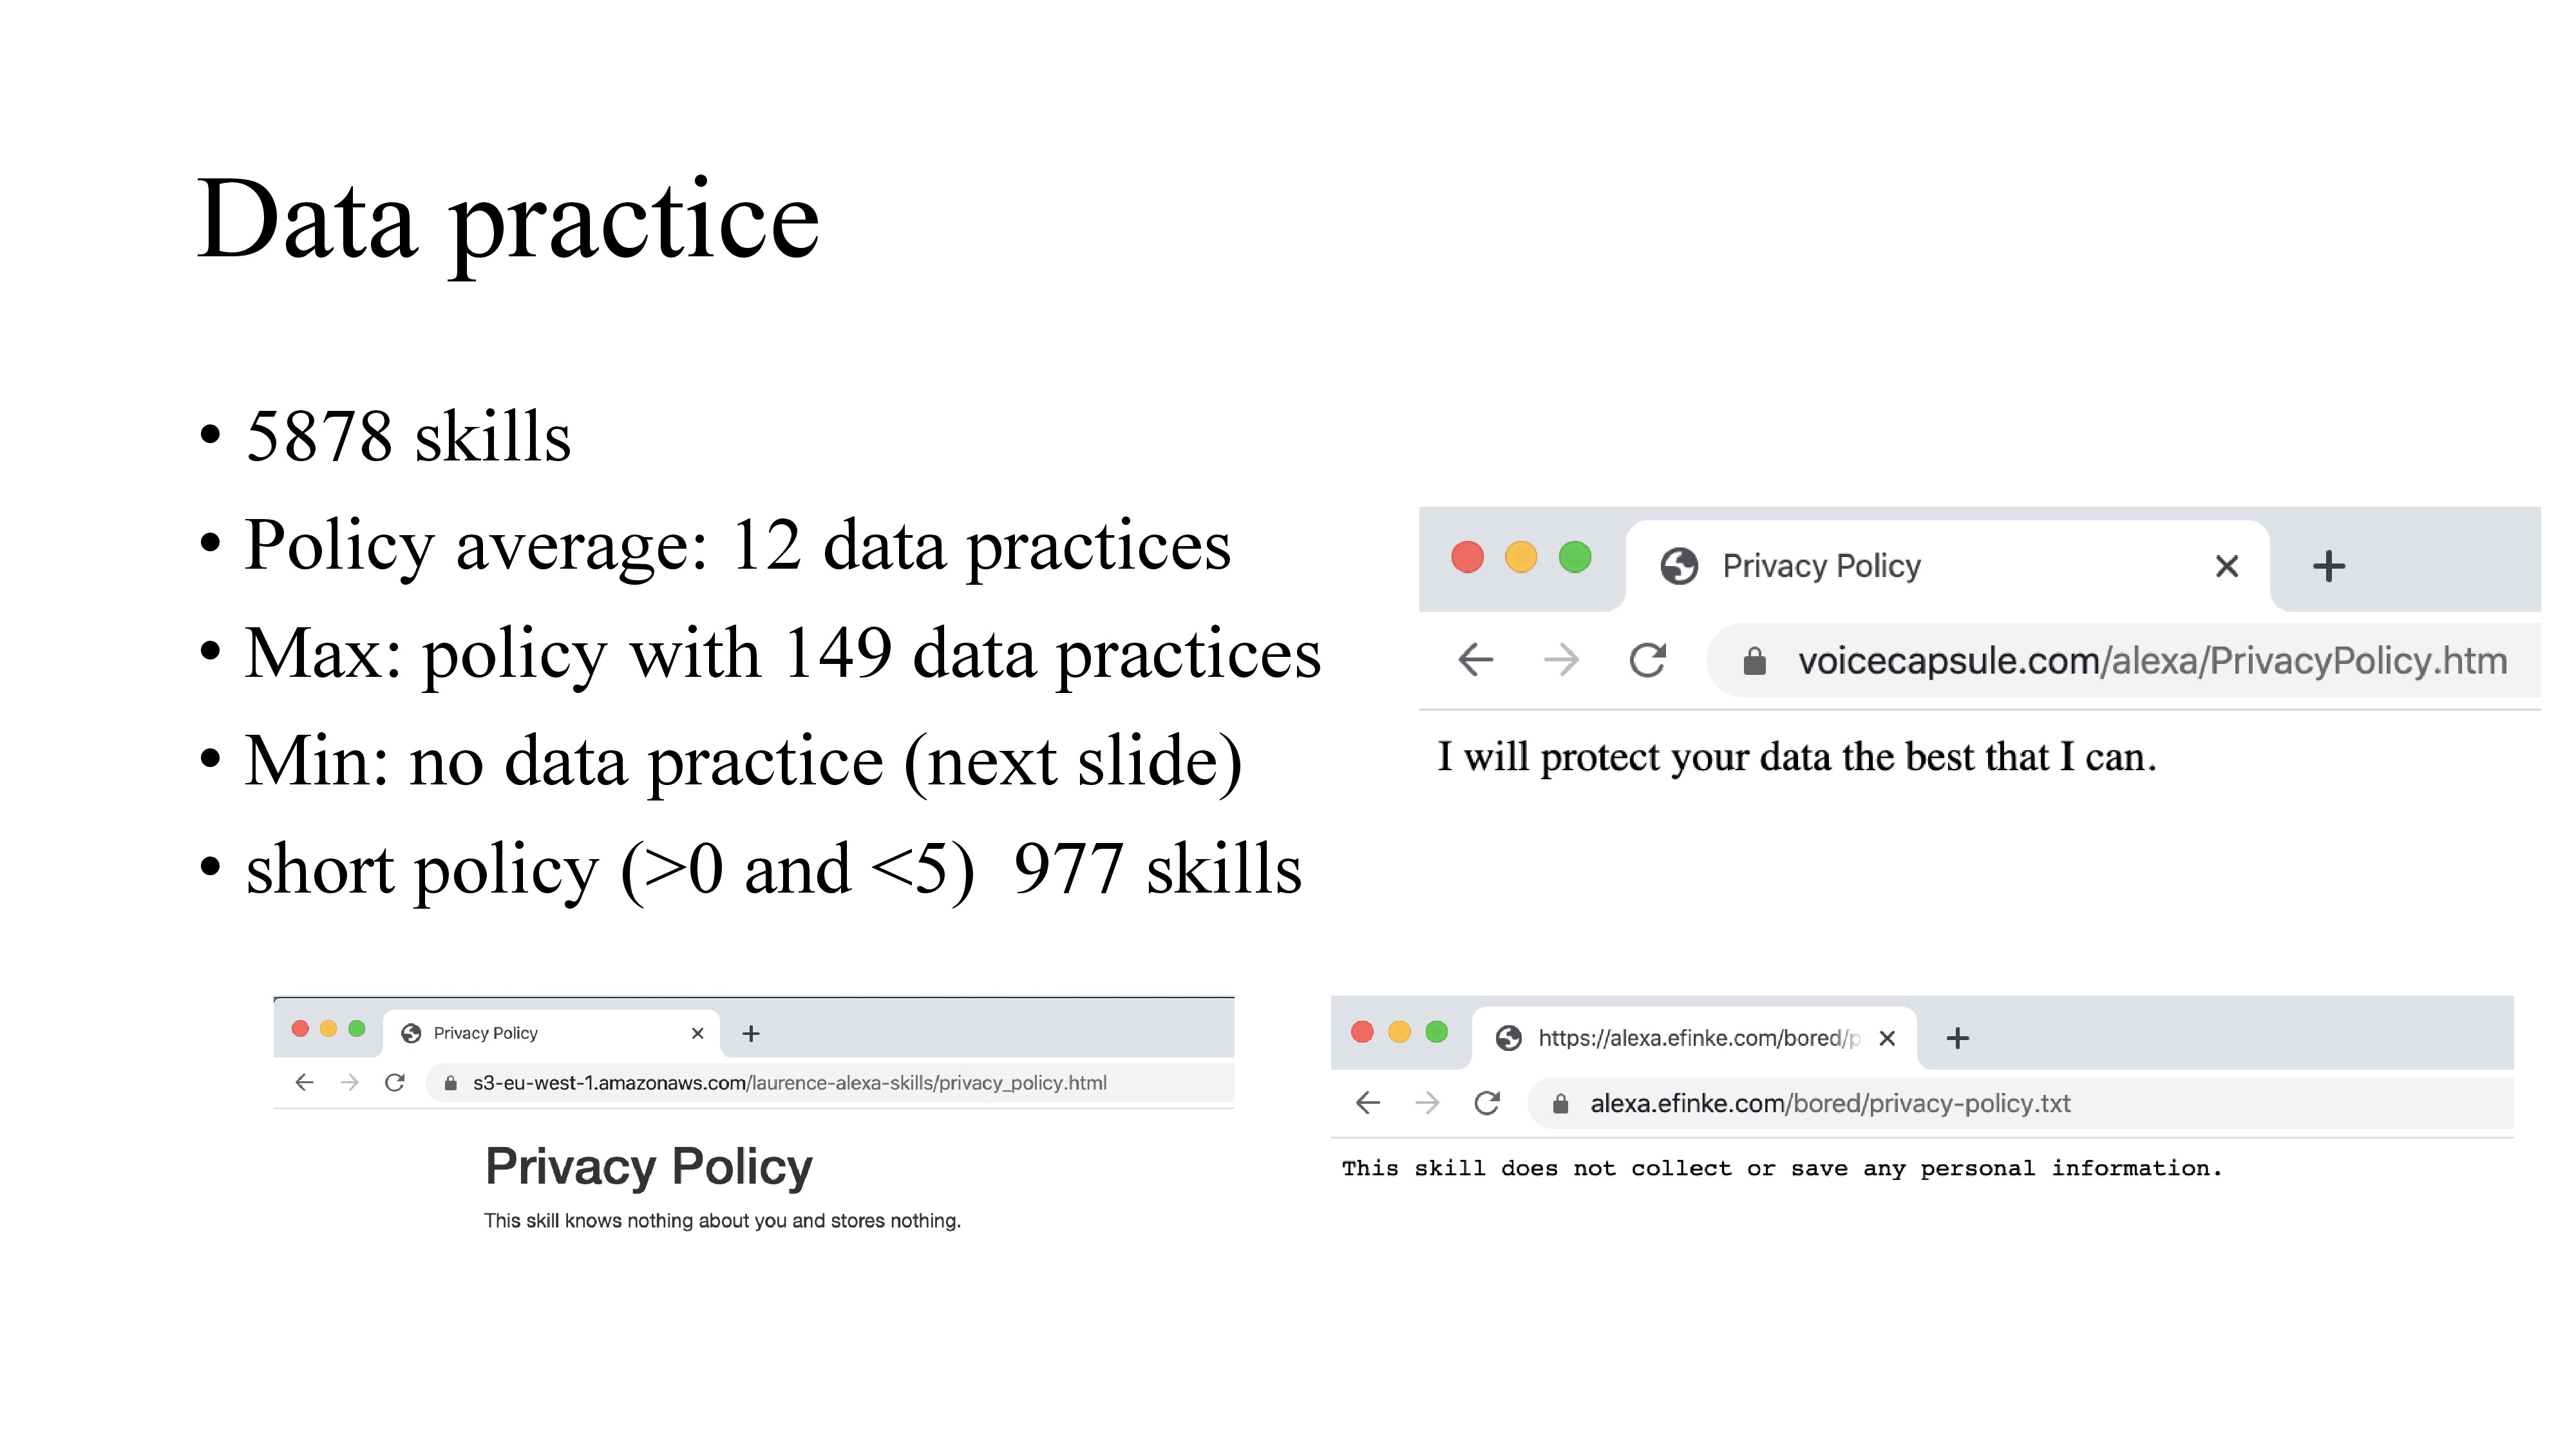 Data practice
• 5878 skills
• Policy average: 12 data practices
• Max: policy with 149 data practices
• Min: no data practice (next slide)
• short policy (>0 and <5)  977 skills
Privacy Policy
voicecapsule.com/alexa/PrivacyPolicy.htm
I will protect your data the best that I can.
Privacy Policy
s3-eu-west-1.amazonaws.com/laurence-alexa-skills/privacy_policy.html
Privacy Policy
This skill knows nothing about you and stores nothing.
https://alexa.efinke.com/bored/p
alexa.efinke.com/bored/privacy-policy.txt
This skill does not collect or save any personal information.